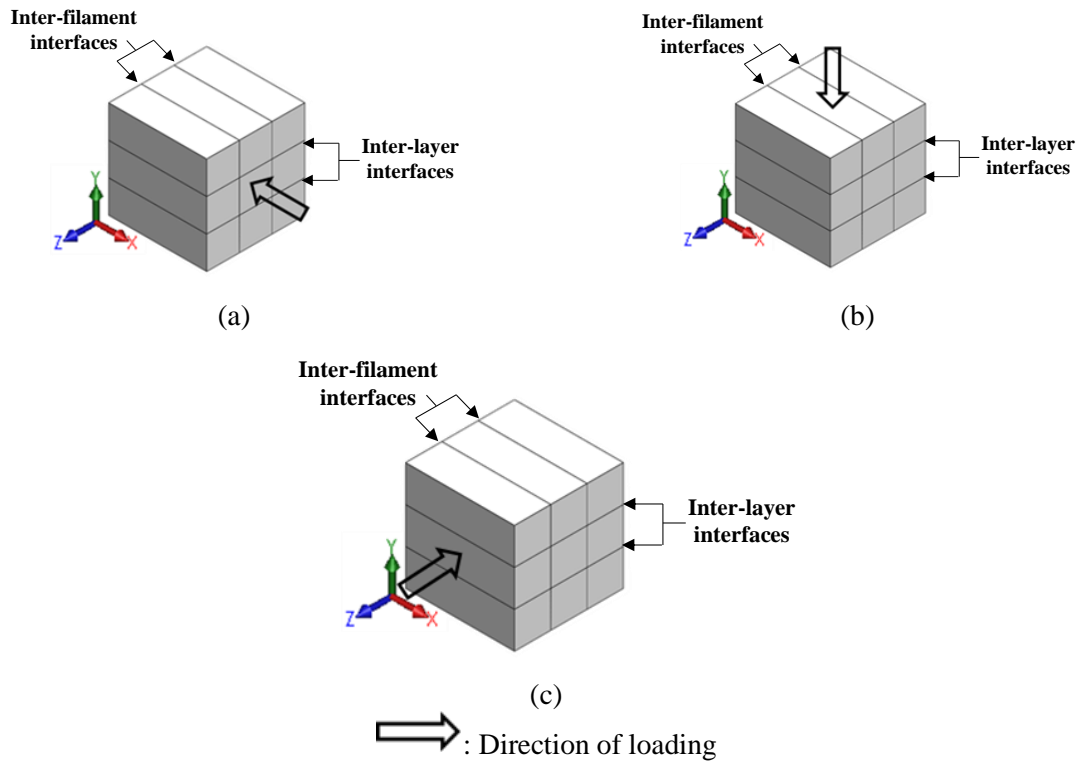 Inter-filament
interfaces
Inter-layer
interfaces
Y
Z
X
(a)
Inter-filament
interfaces
Inter-layer
interfaces
Y
Z
X
(b)
Inter-filament
interfaces
Inter-layer
interfaces
Y
Z
X
(c)
: Direction of loading